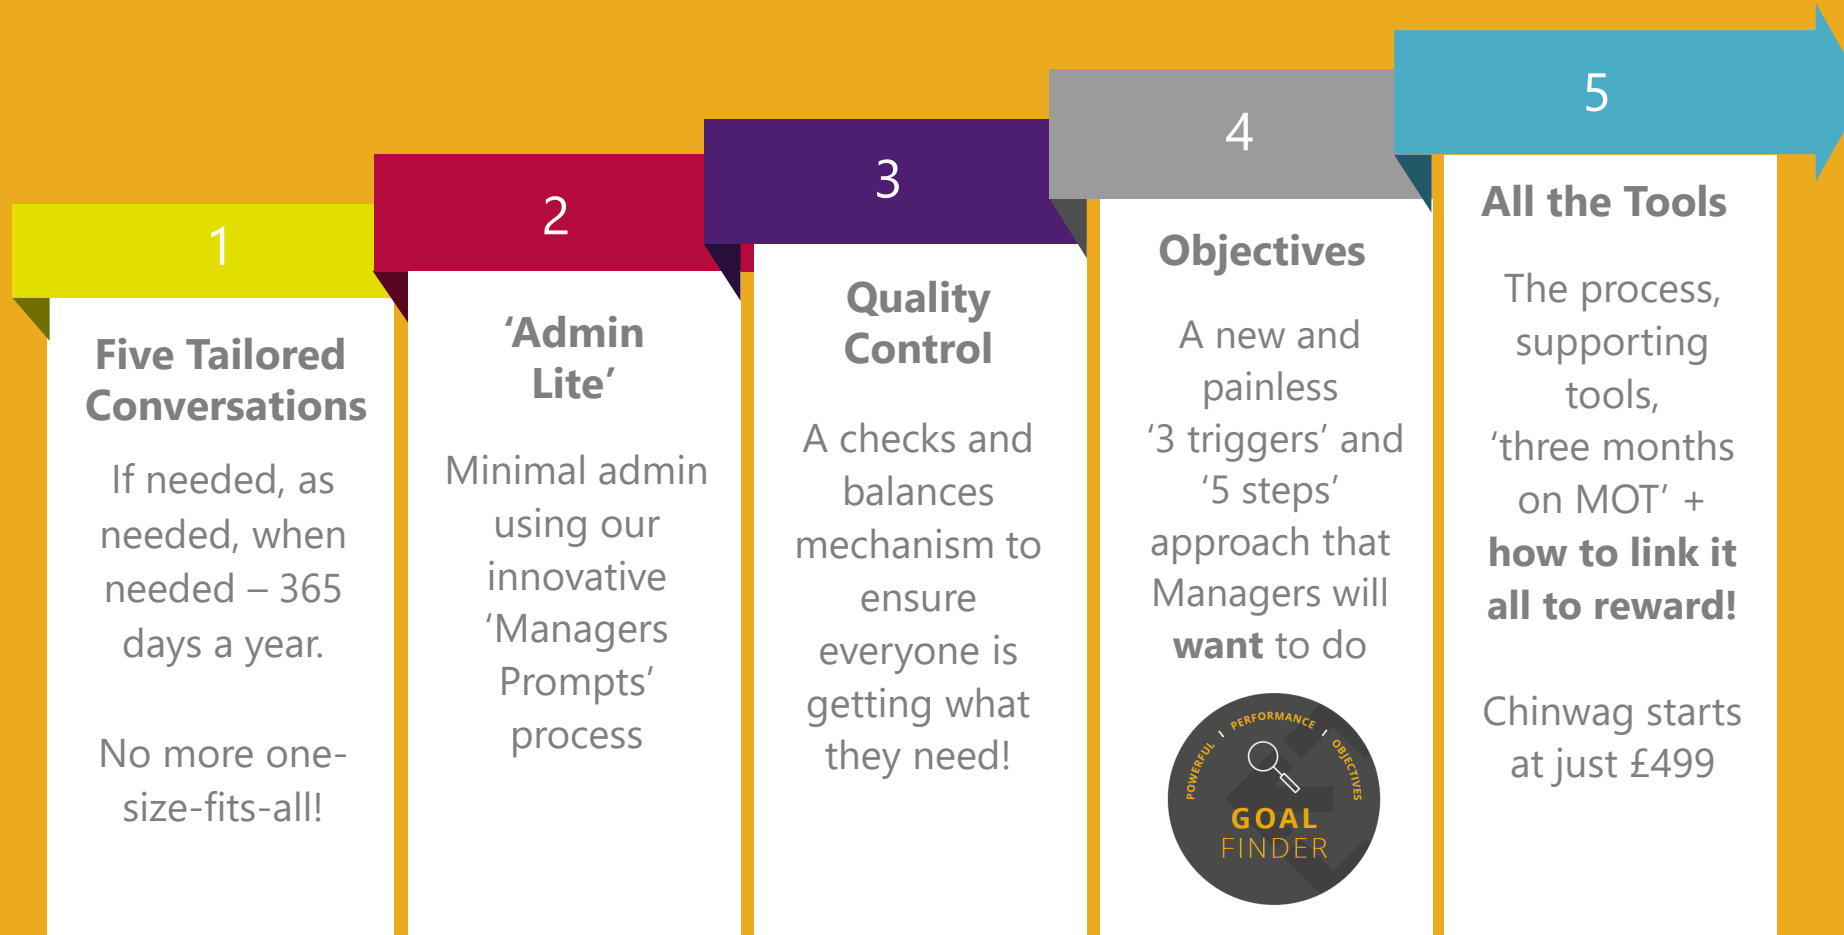 1
Five Tailored
Conversations
If needed, as
needed, when
needed – 365
days a year.
No more one-
size-fits-all!
2
‘Admin
Lite’
Minimal admin
using our
innovative
‘Managers
Prompts’
process
3
Quality
Control
A checks and
balances
mechanism to
ensure
everyone is
getting what
they need!
4
Objectives
A new and
painless
‘3 triggers’ and
‘5 steps’
approach that
Managers will
want to do
POWERFUL \ PERFORMANCE / OBJECTIVES
GOAL
FINDER
5
All the Tools
The process,
supporting
tools,
‘three months
on MOT’ +
how to link it
all to reward!
Chinwag starts
at just £499